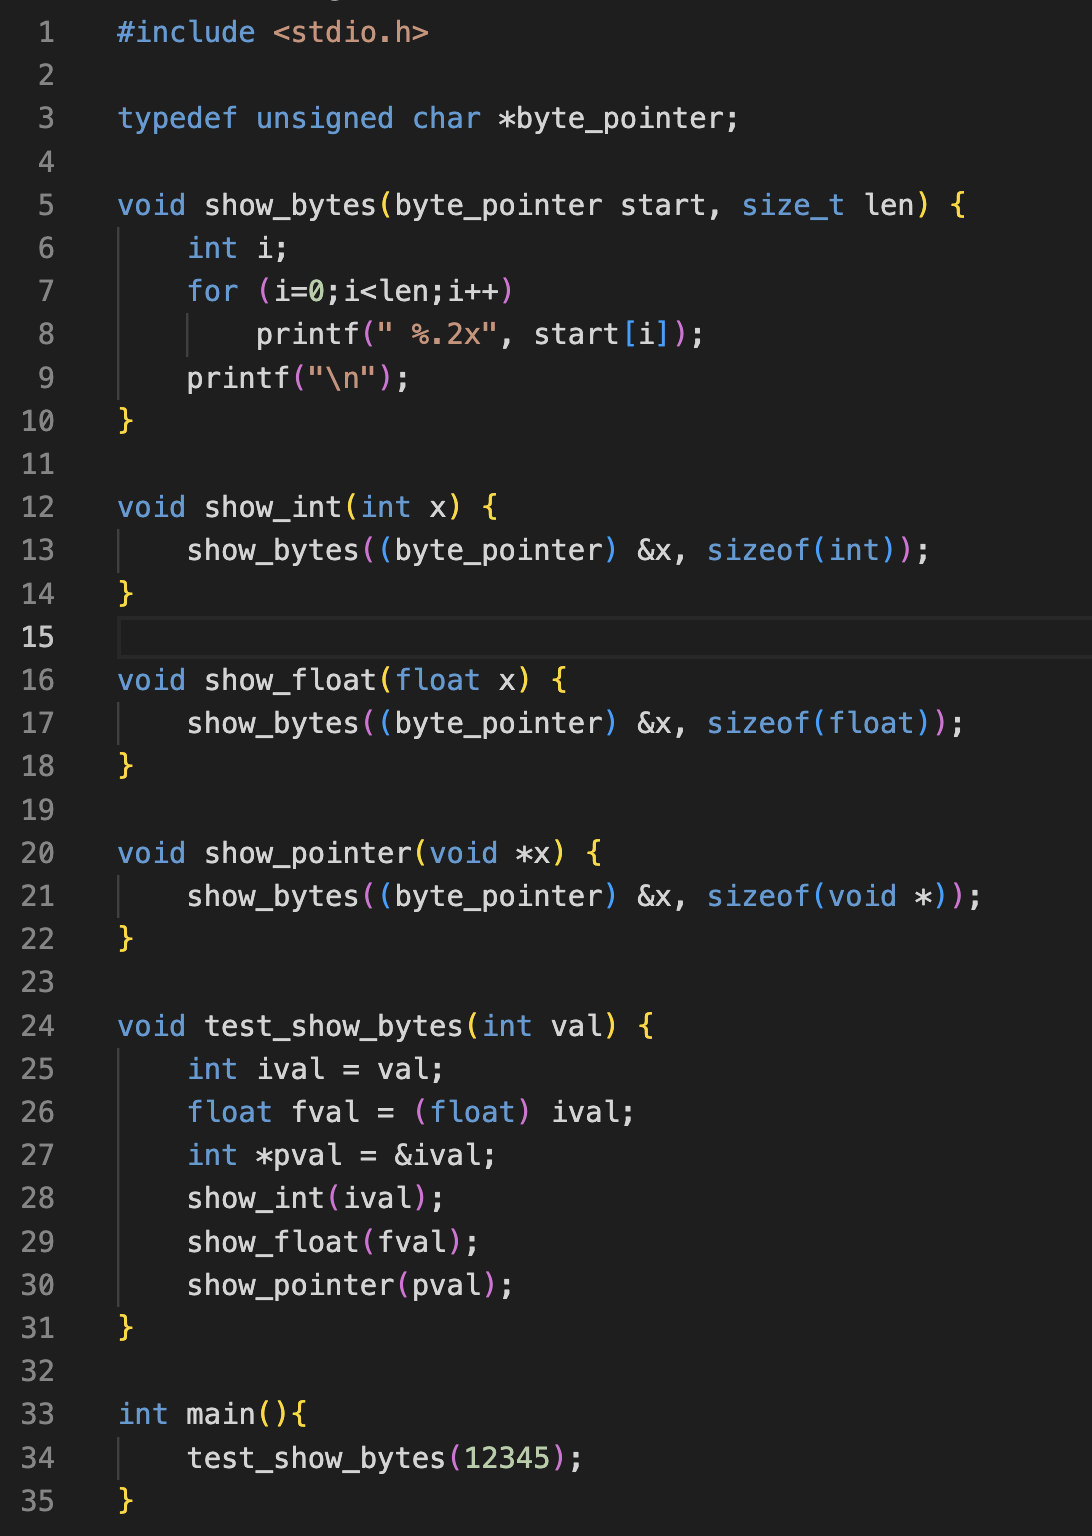 1 #include <stdio.h>
2
3 typedef unsigned char *byte_pointer;
4
5 void show_bytes(byte_pointer start, size_t len) {
6     int i;
7     for (i=0;i<len;i++)
8         printf(" %.2x", start[i]);
9     printf("\n");
10 }
11
12 void show_int(int x) {
13     show_bytes((byte_pointer) &x, sizeof(int));
14 }
15
16 void show_float(float x) {
17     show_bytes((byte_pointer) &x, sizeof(float));
18 }
19
20 void show_pointer(void *x) {
21     show_bytes((byte_pointer) &x, sizeof(void *));
22 }
23
24 void test_show_bytes(int val) {
25     int ival = val;
26     float fval = (float) ival;
27     int *pval = &ival;
28     show_int(ival);
29     show_float(fval);
30     show_pointer(pval);
31 }
32
33 int main(){
34     test_show_bytes(12345);
35 }